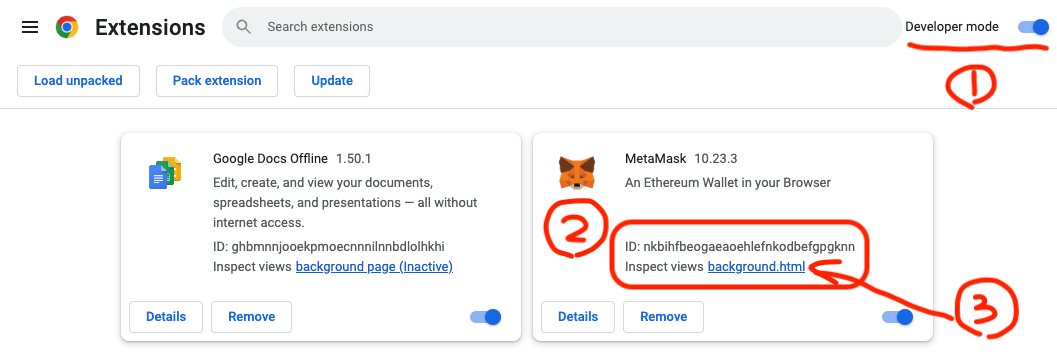 Extensions
Search extensions
Developer mode
1
Load unpacked
Pack extension
Update
Google Docs Offline 1.50.1
Edit, create, and view your documents,
spreadsheets, and presentations — all without
internet access.
ID: ghbmnnjooekpmoecnnnilnnbdlolhkhi
Inspect views background page (Inactive)
Details
Remove
MetaMask 10.23.3
An Ethereum Wallet in your Browser
2
ID: nkbihfbeogaeaoehlefnkodbefgpgknn
Inspect views background.html
3
Details
Remove